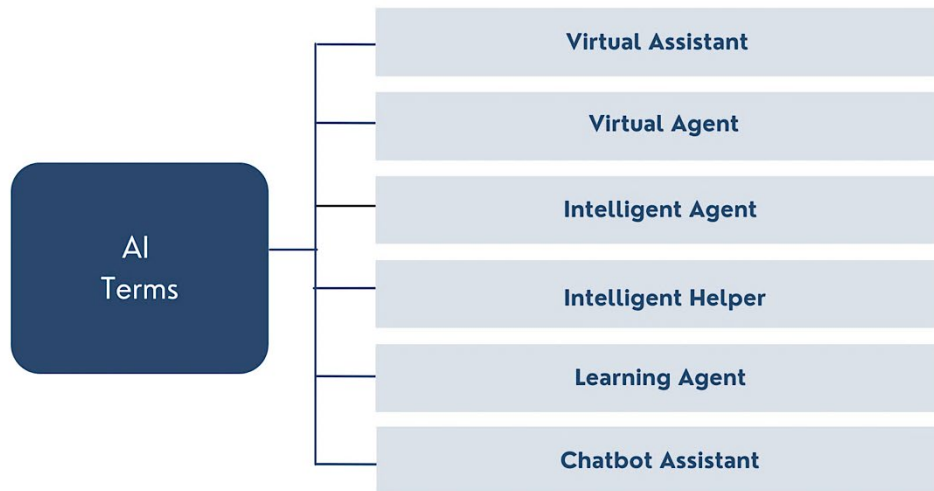 AI
Terms
Virtual Assistant
Virtual Agent
Intelligent Agent
Intelligent Helper
Learning Agent
Chatbot Assistant